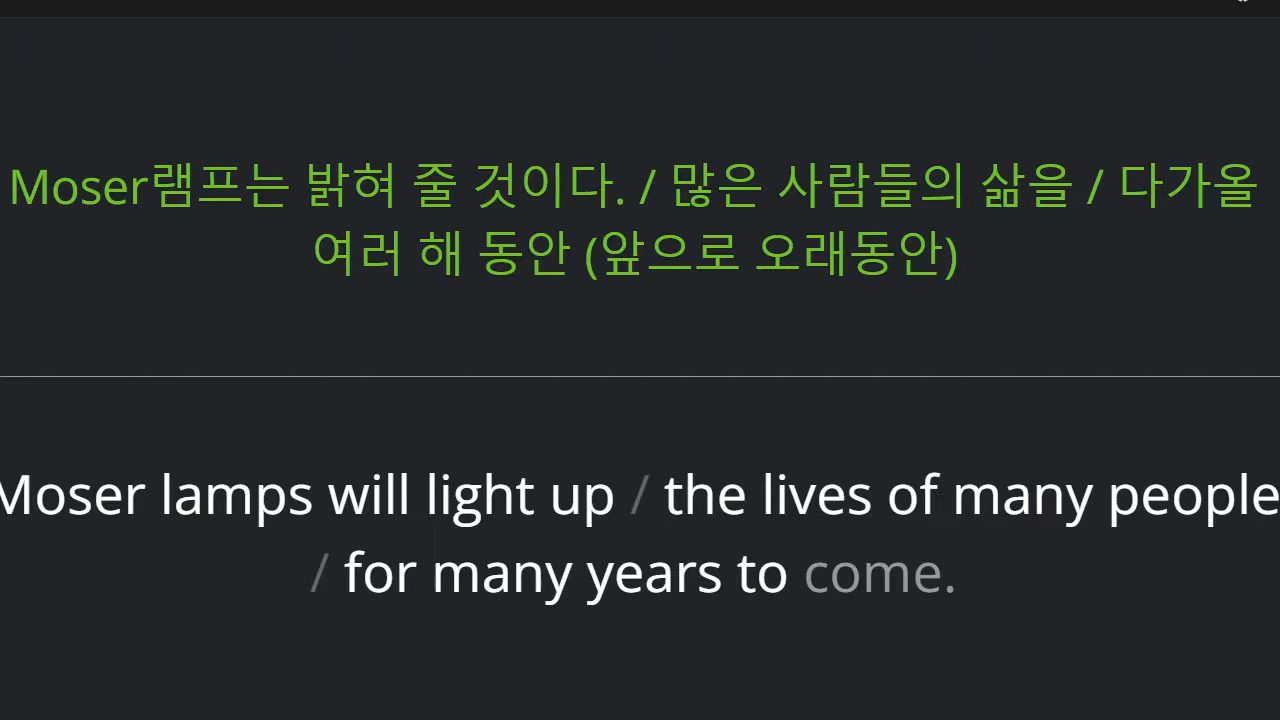 Moser램프는 밝혀 줄 것이다. / 많은 사람들의 삶을 / 다가올
여러 해 동안 (앞으로 오래동안)
Moser lamps will light up / the lives of many people
/ for many years to come.